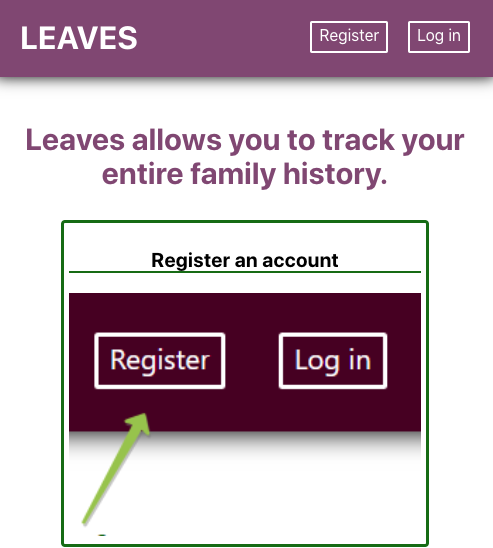 LEAVES
Register
Log in
Leaves allows you to track your
entire family history.
Register an account
Register
Log in